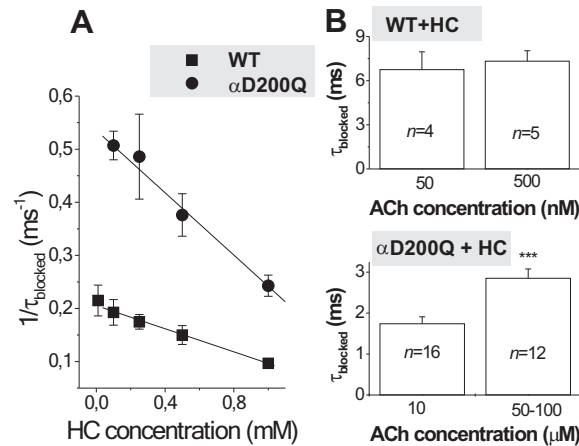 A
WT
αD200Q
1/τblocked (ms-1)
0,6
0,5
0,4
0,3
0,2
0,1
0,0 0,4 0,8
HC concentration (mM)
B
WT+HC
τblocked (ms)
9
6
3
0
n=4 n=5
50 500
ACh concentration (nM)
αD200Q + HC
τblocked (ms)
3
2
1
0
***
n=16 n=12
10 50-100
ACh concentration (μM)